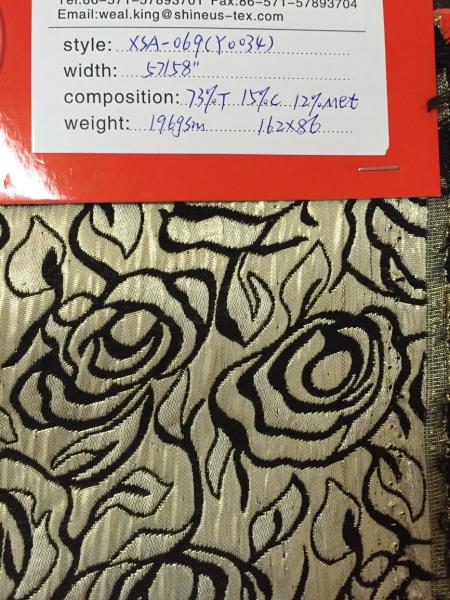 Tel:86-571-57893701 Fax:86-571-57893704
Email:weal.king@shineus-tex.com
style: XSA-069(Y0034)
width: 57/58"
composition: 73%T 15%C 12%Met
weight: 196gsm 162x86